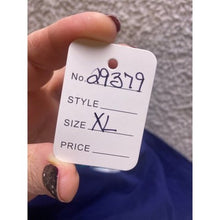 No. 29379
STYLE
SIZE XL
PRICE